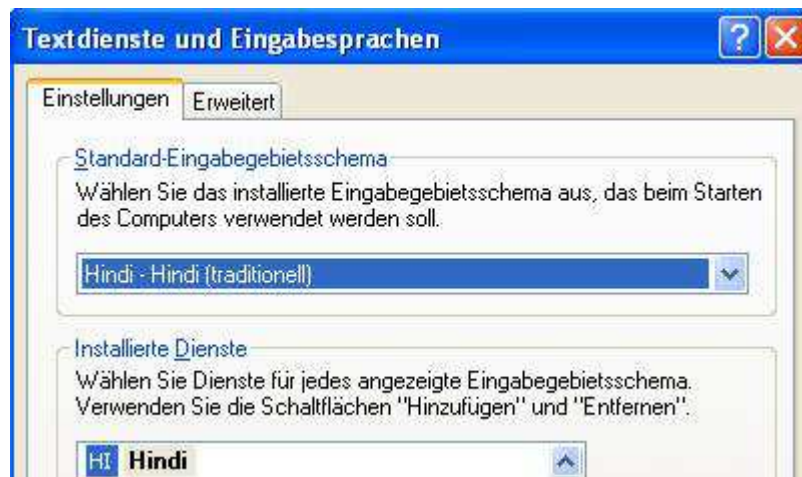 Textdienste und Eingabesprachen
Einstellungen Erweitert
Standard-Eingabegebietsschema
Wählen Sie das installierte Eingabegebietsschema aus, das beim Starten
des Computers verwendet werden soll.
Hindi - Hindi (traditionell)
Installierte Dienste
Wählen Sie Dienste für jedes angezeigte Eingabegebietsschema.
Verwenden Sie die Schaltflächen "Hinzufügen" und "Entfernen".
HI Hindi